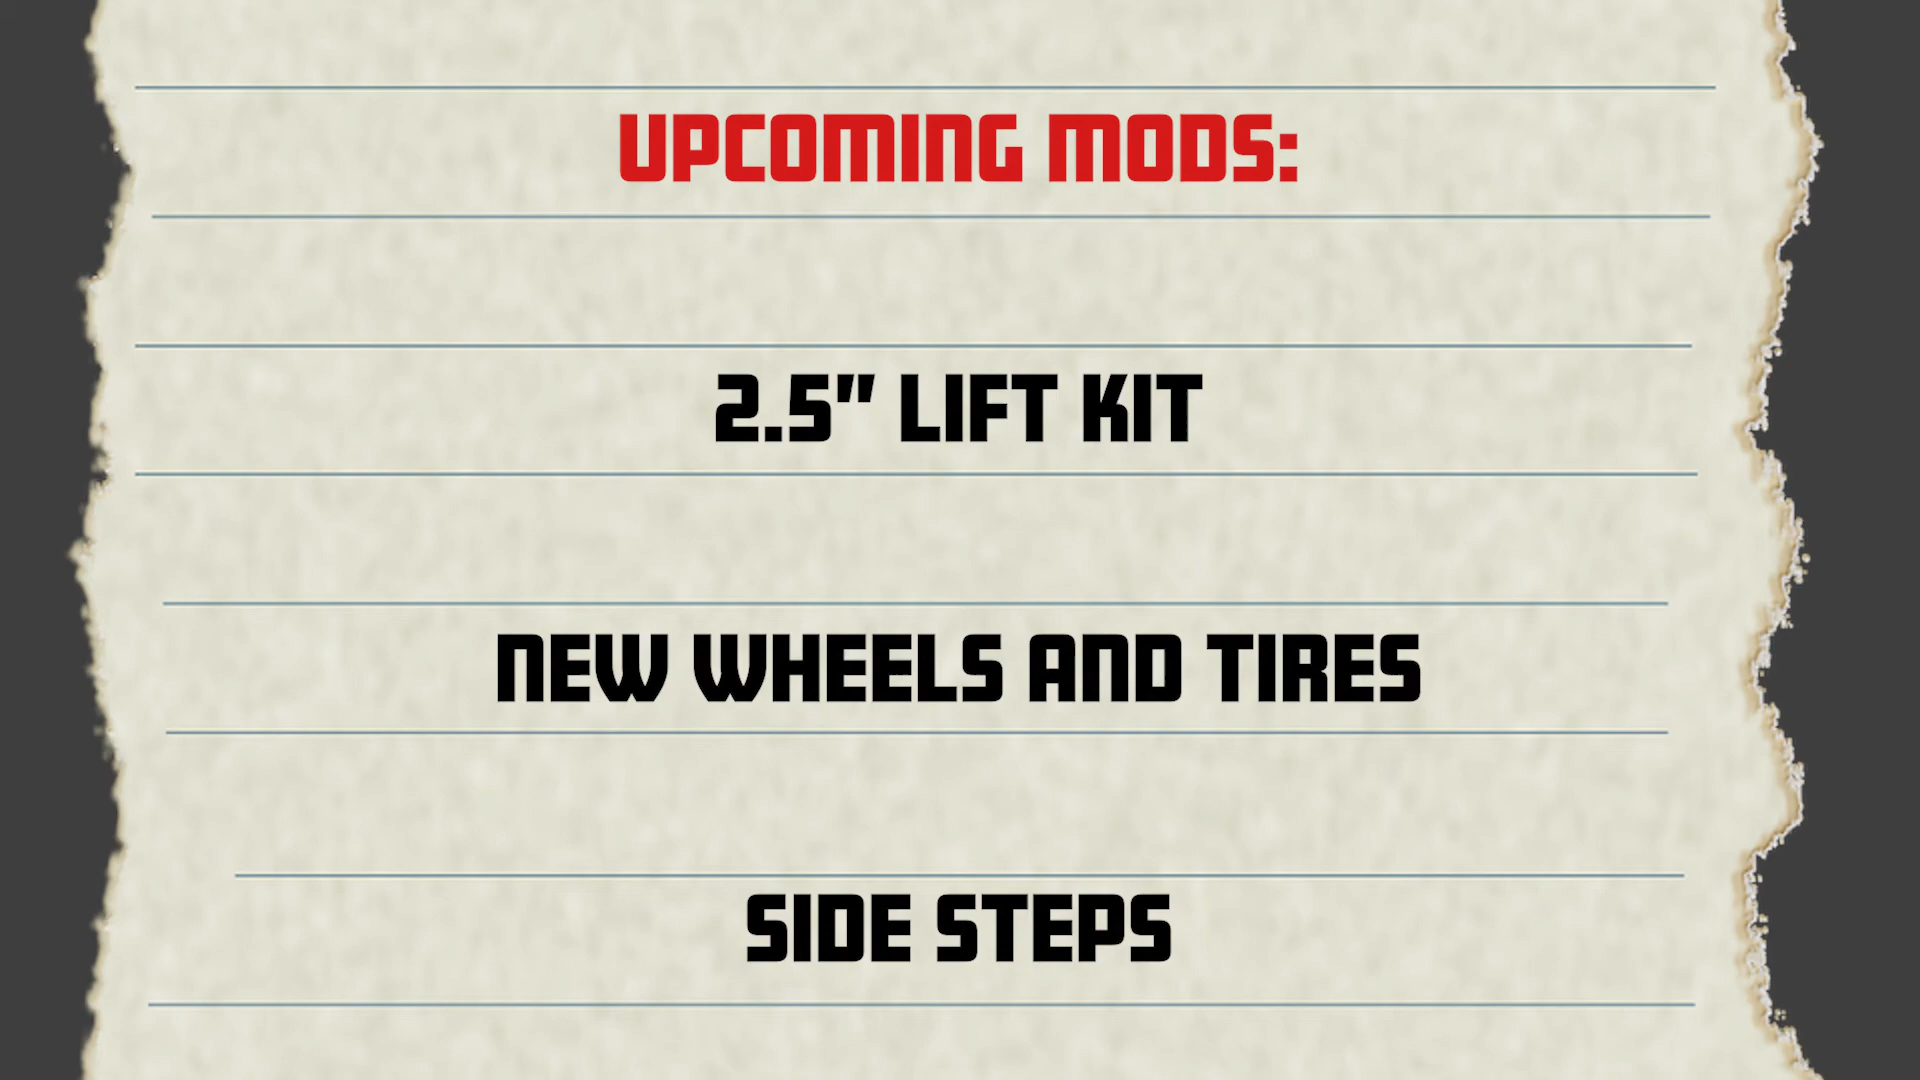 UPCOMING MODS:
2.5" LIFT KIT
NEW WHEELS AND TIRES
SIDE STEPS